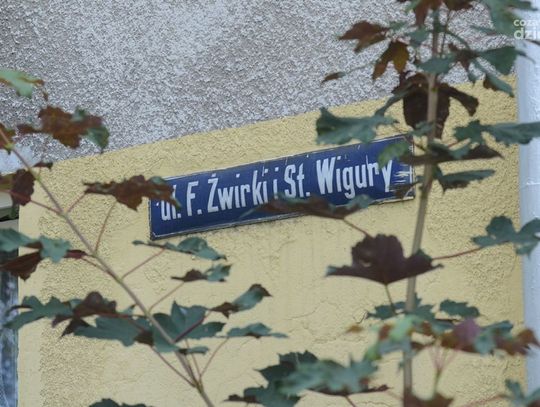 ul. F. Żwirki i St. Wigury